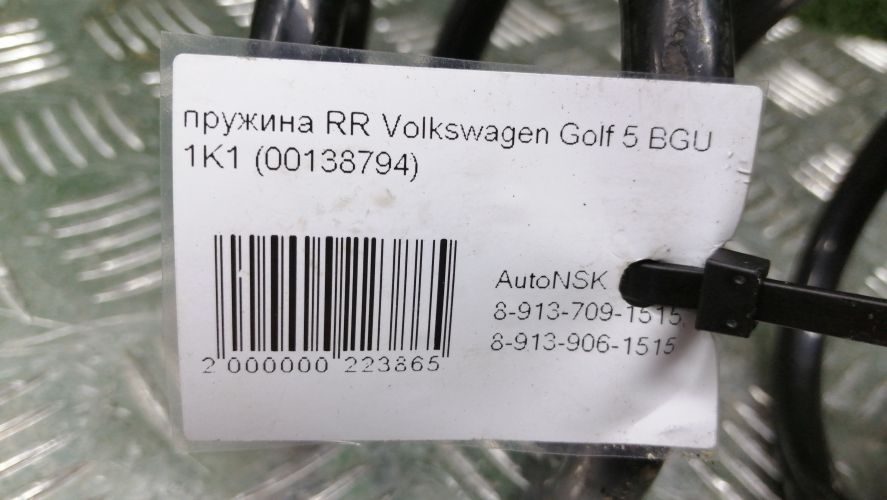 пружина RR Volkswagen Golf 5 BGU
1K1 (00138794)
2 000000 223865
AutoNSK
8-913-709-1515
8-913-906-1515